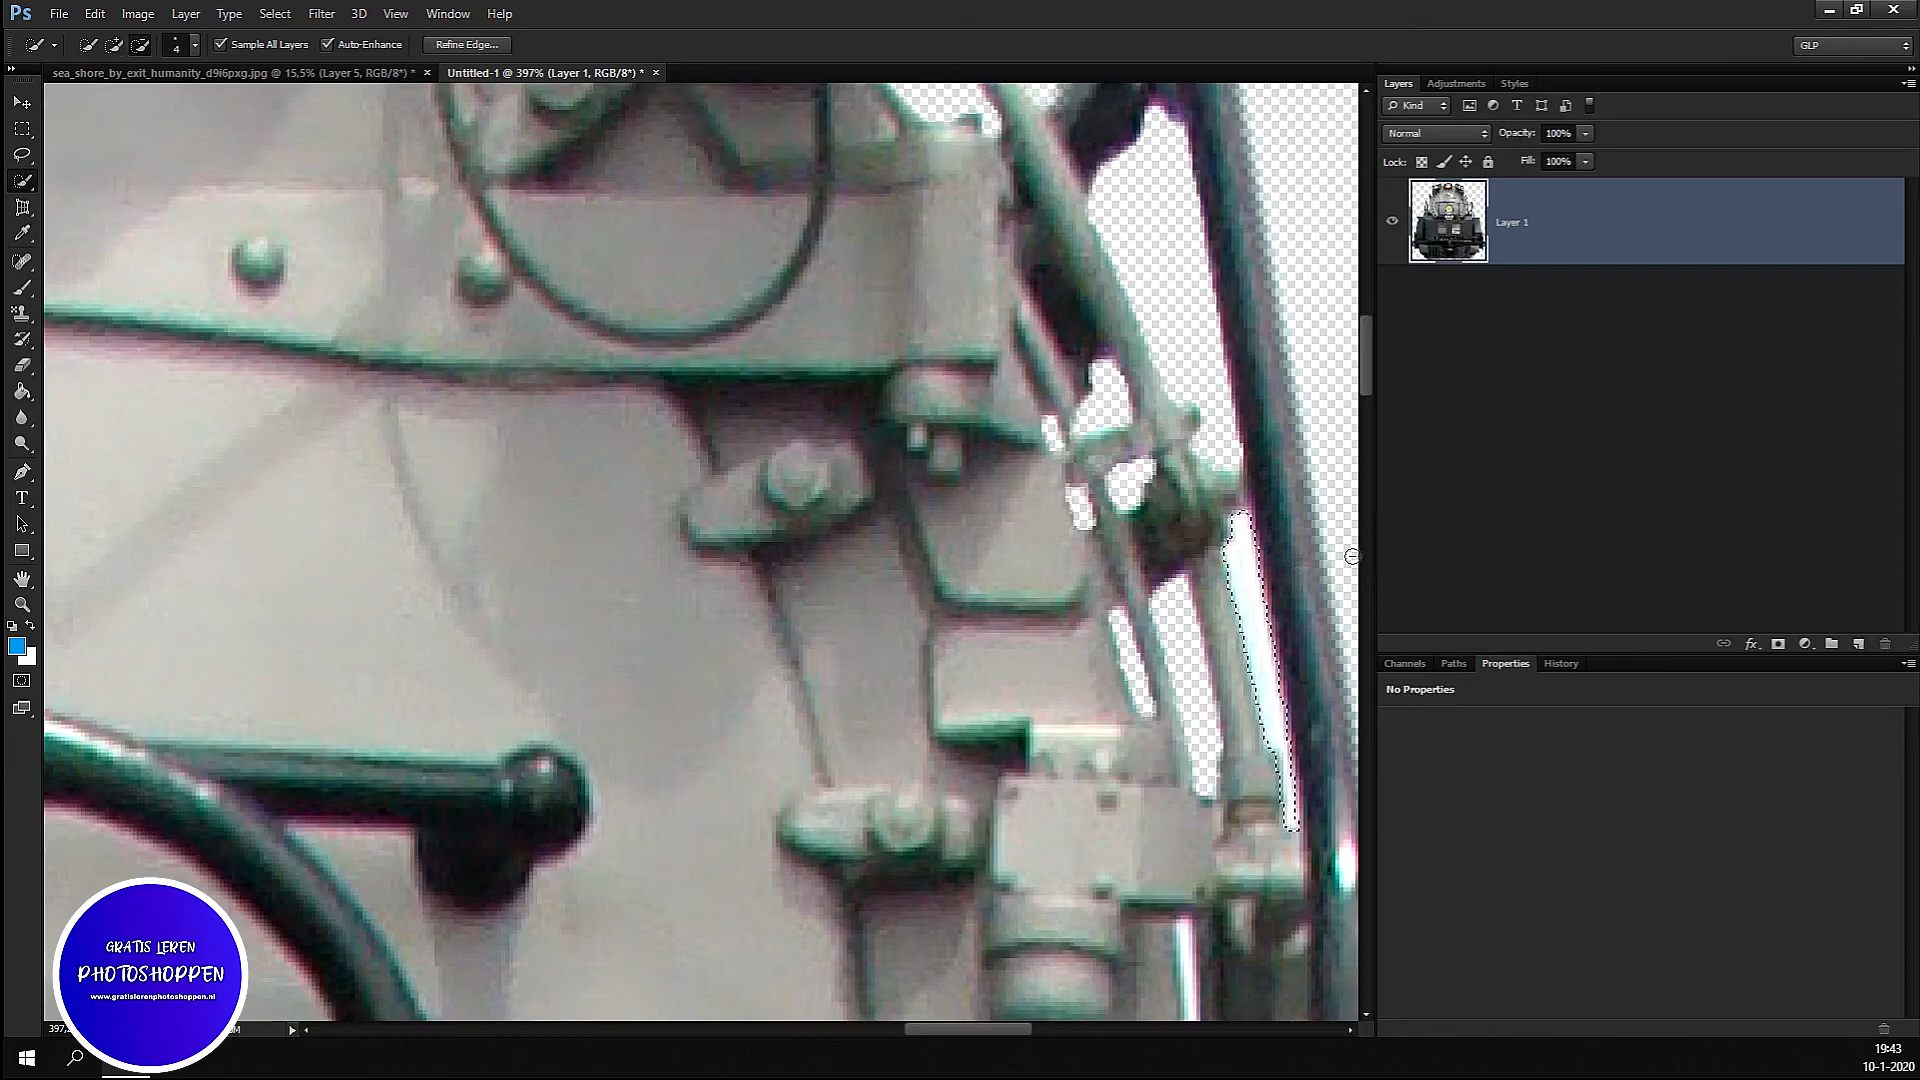 Ps File Edit Image Layer Type Select Filter 3D View Window Help
4 Sample All Layers Auto-Enhance Refine Edge... GLP
sea_shore_by_exit_humanity_d9i6pxg.jpg @ 15,5% (Layer 5, RGB/8*) * × Untitled-1 @ 397% (Layer 1, RGB/8*) * ×
Layers Adjustments Styles
Kind
Normal Opacity: 100%
Lock: Fill: 100%
Layer 1
fx
Channels Paths Properties History
No Properties
GRATIS LEREN
PHOTOSHOPPEN
www.gratislerenphotoshoppen.nl
19:43
10-1-2020